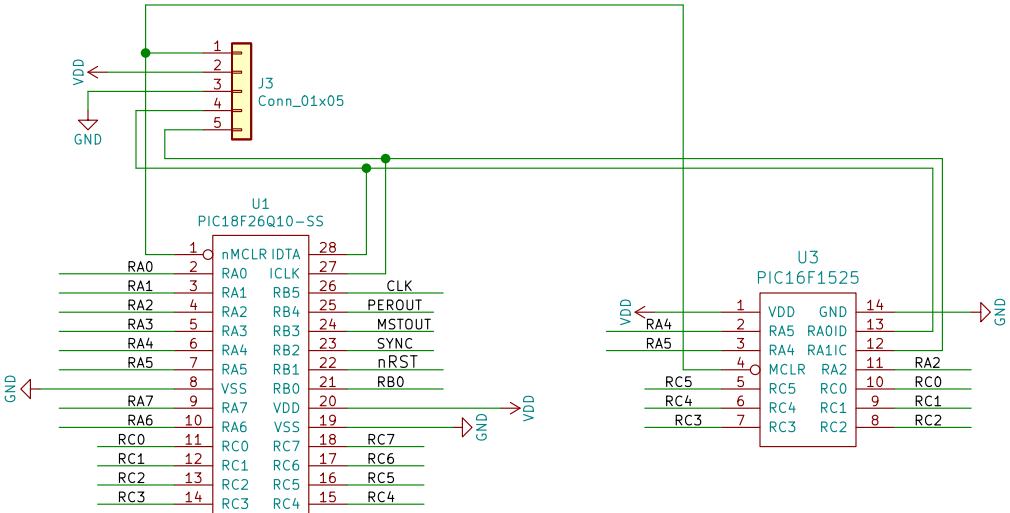 1
2
3
4
5
VDD
GND
J3
Conn_01x05
U1
PIC18F26Q10-SS
1 nMCLR IDTA 28
RA0 2 RA0 ICLK 27
RA1 3 RA1 RB5 26 CLK
RA2 4 RA2 RB4 25 PEROUT
RA3 5 RA3 RB3 24 MSTOUT
RA4 6 RA4 RB2 23 SYNC
RA5 7 RA5 RB1 22 nRST
GND 8 VSS RB0 21 RB0
RA7 9 RA7 VDD 20 VDD
RA6 10 RA6 VSS 19 GND
RC0 11 RC0 RC7 18 RC7
RC1 12 RC1 RC6 17 RC6
RC2 13 RC2 RC5 16 RC5
RC3 14 RC3 RC4 15 RC4
U3
PIC16F1525
VDD 1 VDD GND 14 GND
RA4 2 RA5 RA0ID 13
RA5 3 RA4 RA1IC 12
4 MCLR RA2 11 RA2
RC5 5 RC5 RC0 10 RC0
RC4 6 RC4 RC1 9 RC1
RC3 7 RC3 RC2 8 RC2